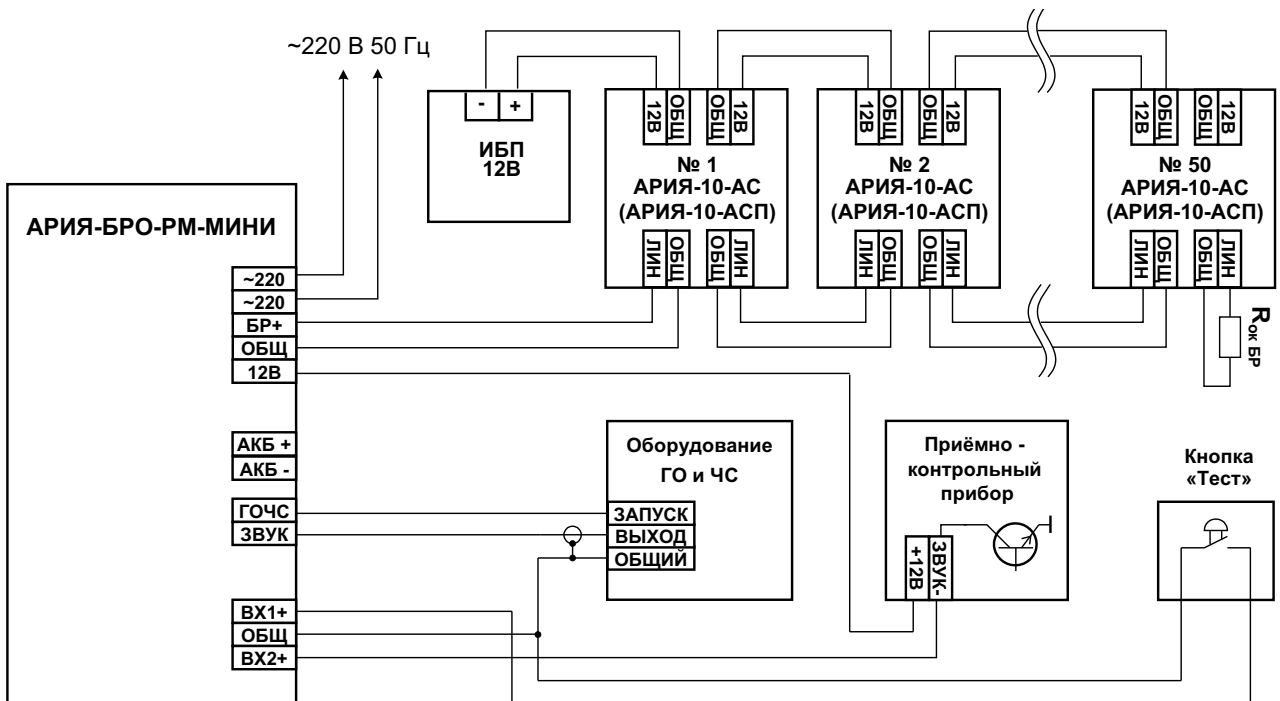 ~220 В 50 Гц
- +
ИБП
12В
12В ОБЩ ОБЩ 12В
№ 1
АРИЯ-10-АС
(АРИЯ-10-АСП)
ЛИН ОБЩ ОБЩ ЛИН
12В ОБЩ ОБЩ 12В
№ 2
АРИЯ-10-АС
(АРИЯ-10-АСП)
ЛИН ОБЩ ОБЩ ЛИН
12В ОБЩ ОБЩ 12В
№ 50
АРИЯ-10-АС
(АРИЯ-10-АСП)
ЛИН ОБЩ ОБЩ ЛИН
Rок БР
АРИЯ-БРО-РМ-МИНИ
~220
~220
БР+
ОБЩ
12В
АКБ +
АКБ -
ГОЧС
ЗВУК
ВХ1+
ОБЩ
ВХ2+
Оборудование
ГО и ЧС
ЗАПУСК
ВЫХОД
ОБЩИЙ
Приёмно -
контрольный
прибор
+12В
ЗВУК-
Кнопка
«Тест»